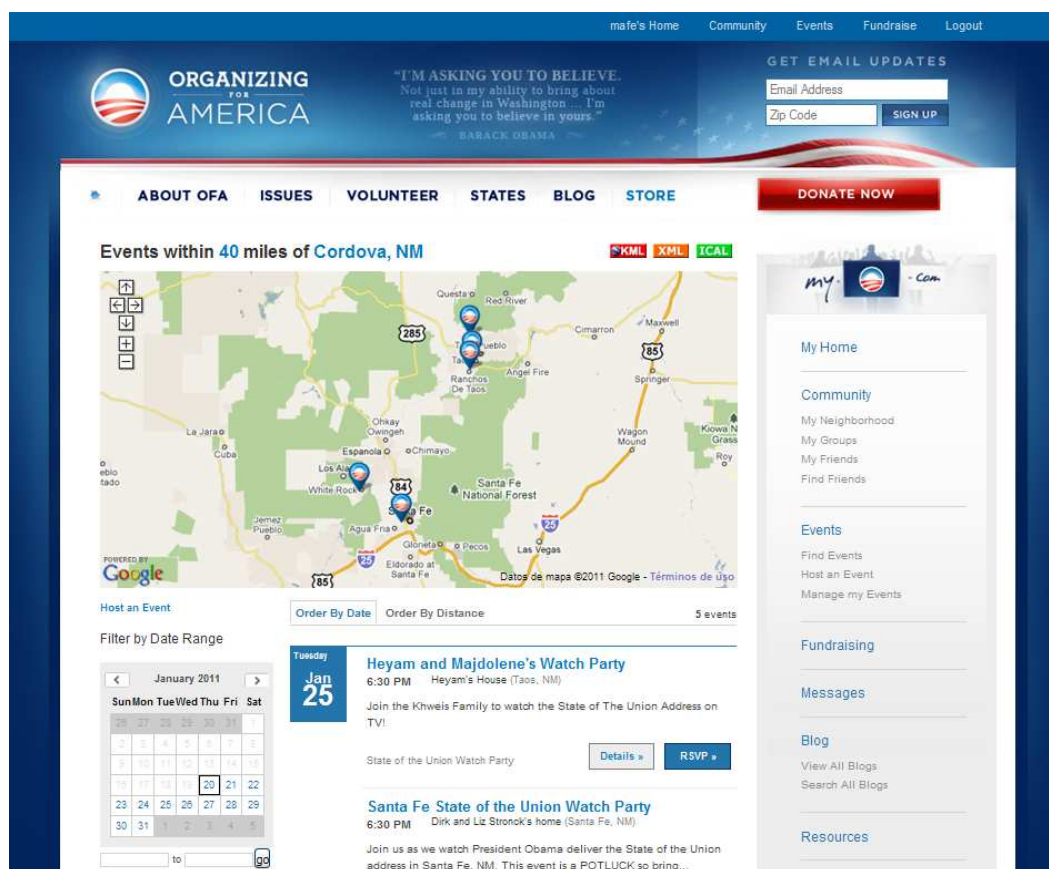 mafe's Home Community Events Fundraise Logout
ORGANIZING
FOR
AMERICA
"I'M ASKING YOU TO BELIEVE.
Not just in my ability to bring about
real change in Washington ... I'm
asking you to believe in yours."
BARACK OBAMA
GET EMAIL UPDATES
Email Address
Zip Code SIGN UP
ABOUT OFA ISSUES VOLUNTEER STATES BLOG STORE
DONATE NOW
Events within 40 miles of Cordova, NM
KML XML ICAL
Questa
Red River
285
Cimarron
Maxwell
85
Pueblo
Angel Fire
Springer
Ranchos
De Taos
Ohkay
Owingeh
La Jara
Cuba
Espanola
Chimayo
Wagon
Mound
Kiowa N
Grass
Roy
eblo
tado
Los Ala
White Rock
84
Santa Fe
National Forest
Fe
Jemez
Pueblo
Agua Fria
25
Glorieta
Pecos
Las Vegas
25
Eldorado at
Santa Fe
85
POWERED BY
Google
Datos de mapa ©2011 Google - Términos de uso
Host an Event
Order By Date Order By Distance 5 events
Filter by Date Range
January 2011
Sun Mon Tue Wed Thu Fri Sat
26 27 28 29 30 31 1
2 3 4 5 6 7 8
9 10 11 12 13 14 15
16 17 18 19 20 21 22
23 24 25 26 27 28 29
30 31 1 2 3 4 5
to go
Tuesday
Jan
25
Heyam and Majdolene's Watch Party
6:30 PM Heyam's House (Taos, NM)
Join the Khweis Family to watch the State of The Union Address on
TV!
State of the Union Watch Party Details » RSVP »
Santa Fe State of the Union Watch Party
6:30 PM Dirk and Liz Stronck's home (Santa Fe, NM)
Join us as we watch President Obama deliver the State of the Union
address in Santa Fe, NM. This event is a POTLUCK so bring...
my. .com
My Home
Community
My Neighborhood
My Groups
My Friends
Find Friends
Events
Find Events
Host an Event
Manage my Events
Fundraising
Messages
Blog
View All Blogs
Search All Blogs
Resources